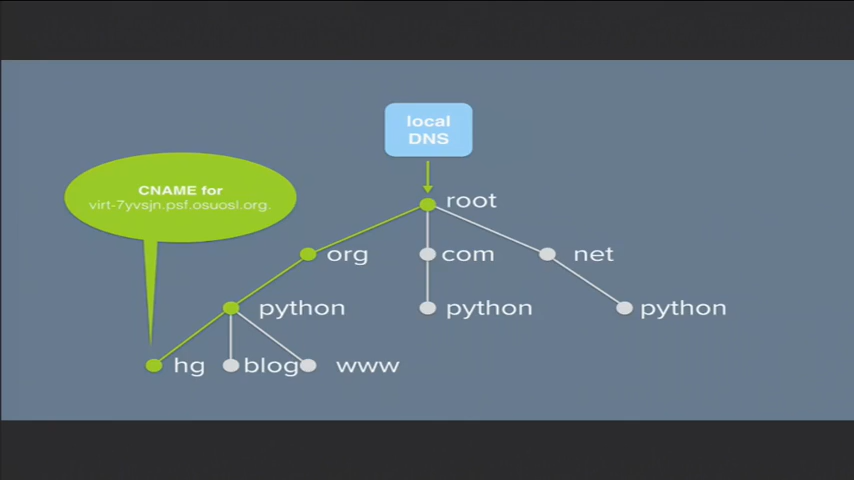 local
DNS
CNAME for
virt-7yvsjn.psf.osuosl.org.
root
org
com
net
python
python
python
hg
blog
www